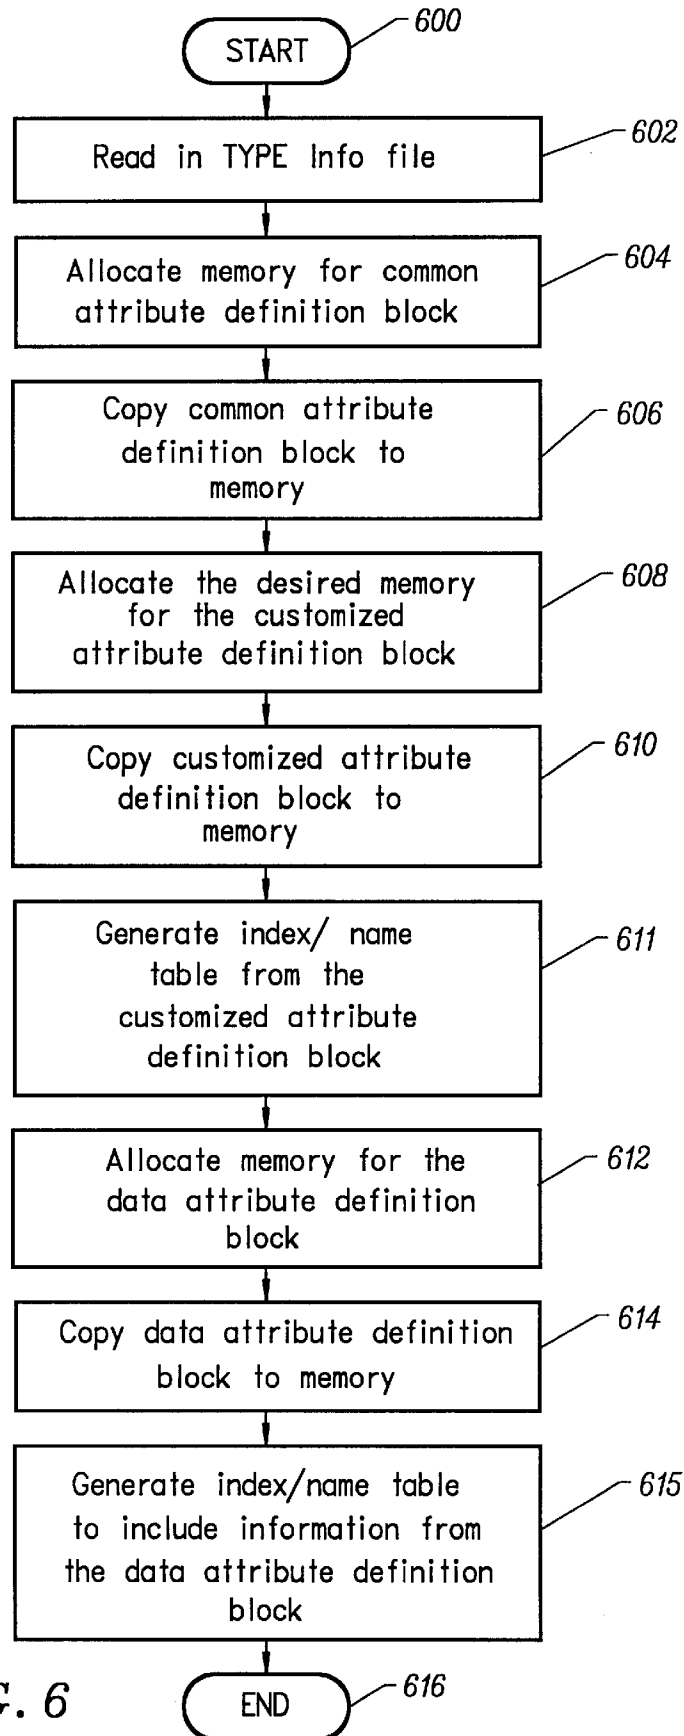 600
START
602
Read in TYPE Info file
604
Allocate memory for common
attribute definition block
606
Copy common attribute
definition block to
memory
608
Allocate the desired memory
for the customized
attribute definition block
610
Copy customized attribute
definition block to
memory
611
Generate index/ name
table from the
customized attribute
definition block
612
Allocate memory for the
data attribute definition
block
614
Copy data attribute definition
block to memory
615
Generate index/name table
to include information from
the data attribute definition
block
616
END
6